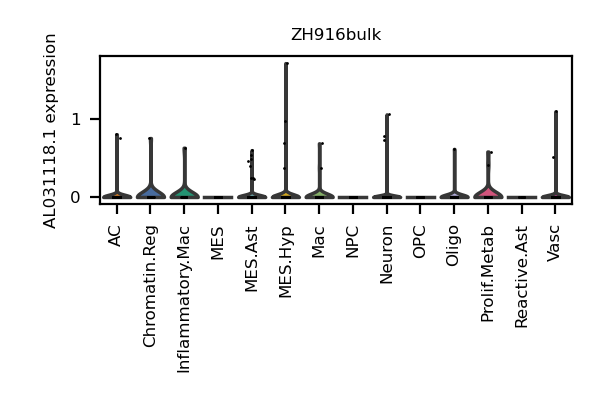 ZH916bulk
AL031118.1 expression
1
0
AC
Chromatin.Reg
Inflammatory.Mac
MES
MES.Ast
MES.Hyp
Mac
NPC
Neuron
OPC
Oligo
Prolif.Metab
Reactive.Ast
Vasc